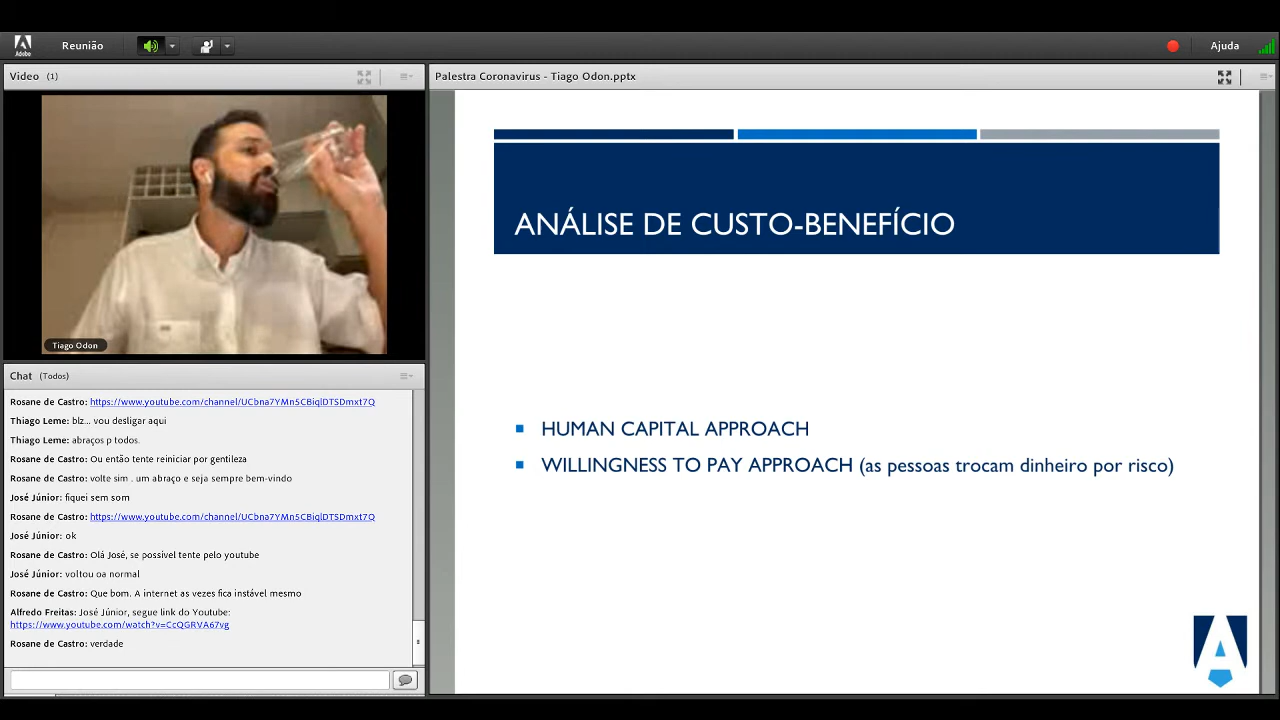 Adobe
Reunião
Ajuda
Video (1)
Tiago Odon
Chat (Todos)
Rosane de Castro: https://www.youtube.com/channel/UCbna7YMn5CBiqlDTSDmxt7Q
Thiago Leme: blz... vou desligar aqui
Thiago Leme: abraços p todos.
Rosane de Castro: Ou então tente reiniciar por gentileza
Rosane de Castro: volte sim . um abraço e seja sempre bem-vindo
José Júnior: fiquei sem som
Rosane de Castro: https://www.youtube.com/channel/UCbna7YMn5CBiqlDTSDmxt7Q
José Júnior: ok
Rosane de Castro: Olá José, se possivel tente pelo youtube
José Júnior: voltou oa normal
Rosane de Castro: Que bom. A internet as vezes fica instável mesmo
Alfredo Freitas: José Júnior, segue link do Youtube:
https://www.youtube.com/watch?v=CcQGRVA67vg
Rosane de Castro: verdade
Palestra Coronavirus - Tiago Odon.pptx
ANÁLISE DE CUSTO-BENEFÍCIO
HUMAN CAPITAL APPROACH
WILLINGNESS TO PAY APPROACH (as pessoas trocam dinheiro por risco)